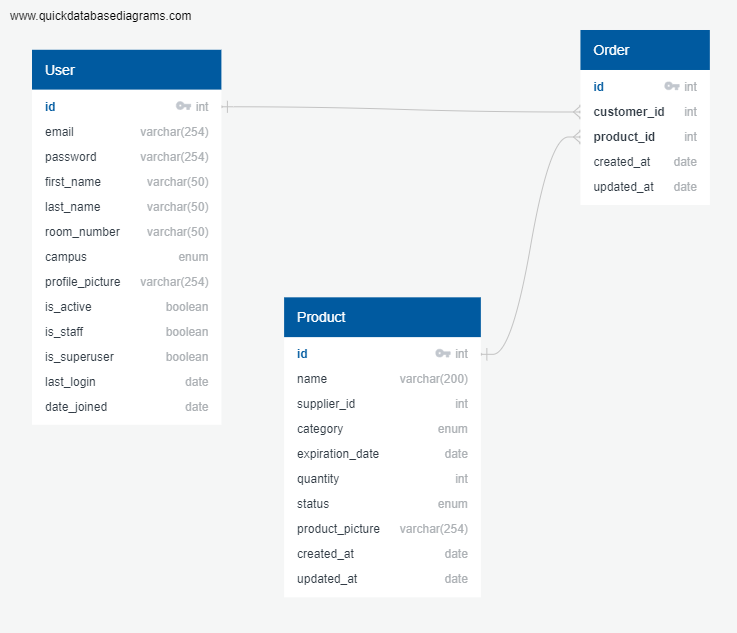 www.quickdatabasediagrams.com
User
id int
email varchar(254)
password varchar(254)
first_name varchar(50)
last_name varchar(50)
room_number varchar(50)
campus enum
profile_picture varchar(254)
is_active boolean
is_staff boolean
is_superuser boolean
last_login date
date_joined date
Order
id int
customer_id int
product_id int
created_at date
updated_at date
Product
id int
name varchar(200)
supplier_id int
category enum
expiration_date date
quantity int
status enum
product_picture varchar(254)
created_at date
updated_at date